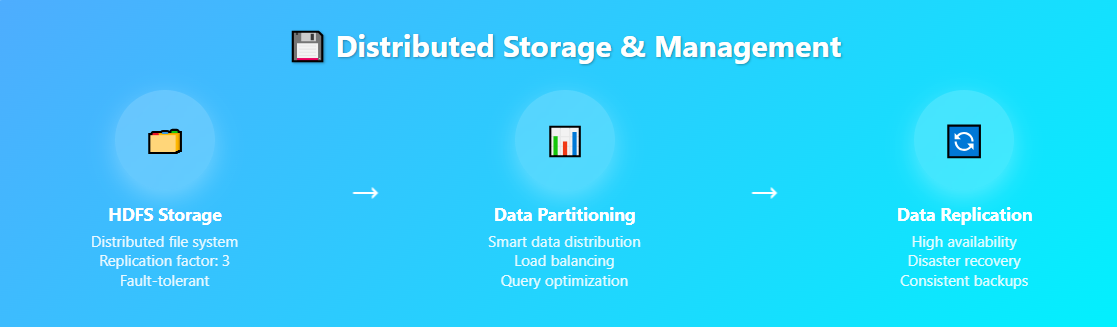 Distributed Storage & Management
HDFS Storage
Distributed file system
Replication factor: 3
Fault-tolerant
→
Data Partitioning
Smart data distribution
Load balancing
Query optimization
→
Data Replication
High availability
Disaster recovery
Consistent backups